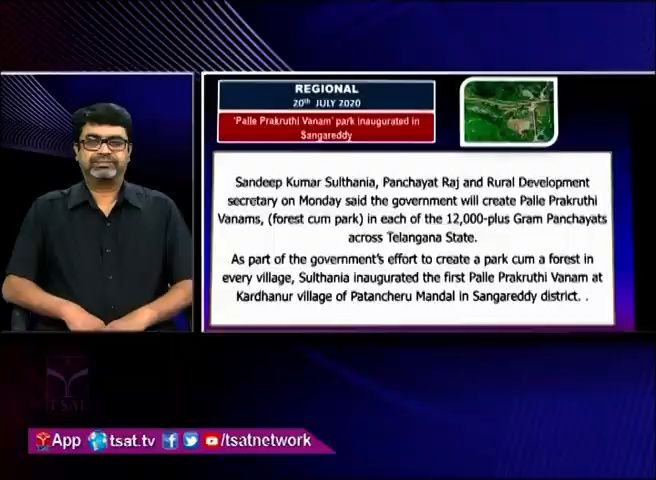 REGIONAL
20th JULY 2020
'Palle Prakruthi Vanam' park inaugurated in
Sangareddy
Sandeep Kumar Sulthania, Panchayat Raj and Rural Development
secretary on Monday said the government will create Palle Prakruthi
Vanams, (forest cum park) in each of the 12,000-plus Gram Panchayats
across Telangana State.
As part of the government's effort to create a park cum a forest in
every village, Sulthania inaugurated the first Palle Prakruthi Vanam at
Kardhanur village of Patancheru Mandal in Sangareddy district. .
TSAT
App tsat.tv /tsatnetwork